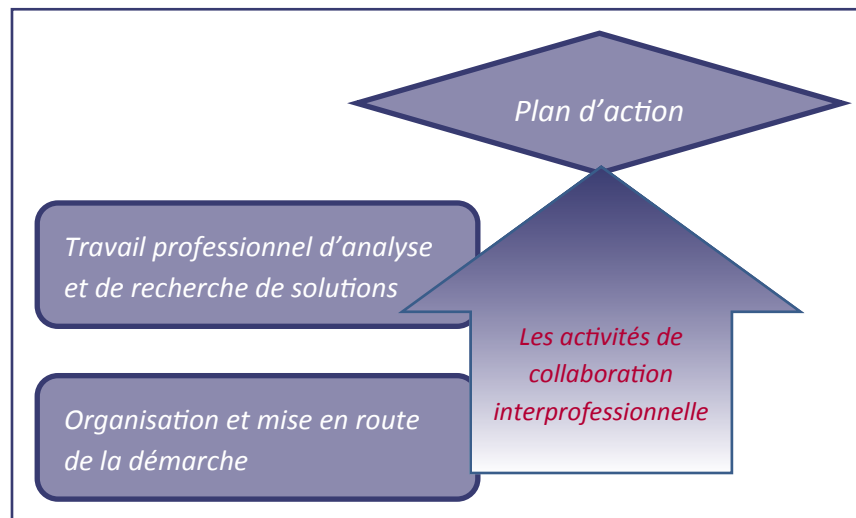 Plan d’action
Travail professionnel d’analyse
et de recherche de solutions
Les activités de
collaboration
interprofessionnelle
Organisation et mise en route
de la démarche